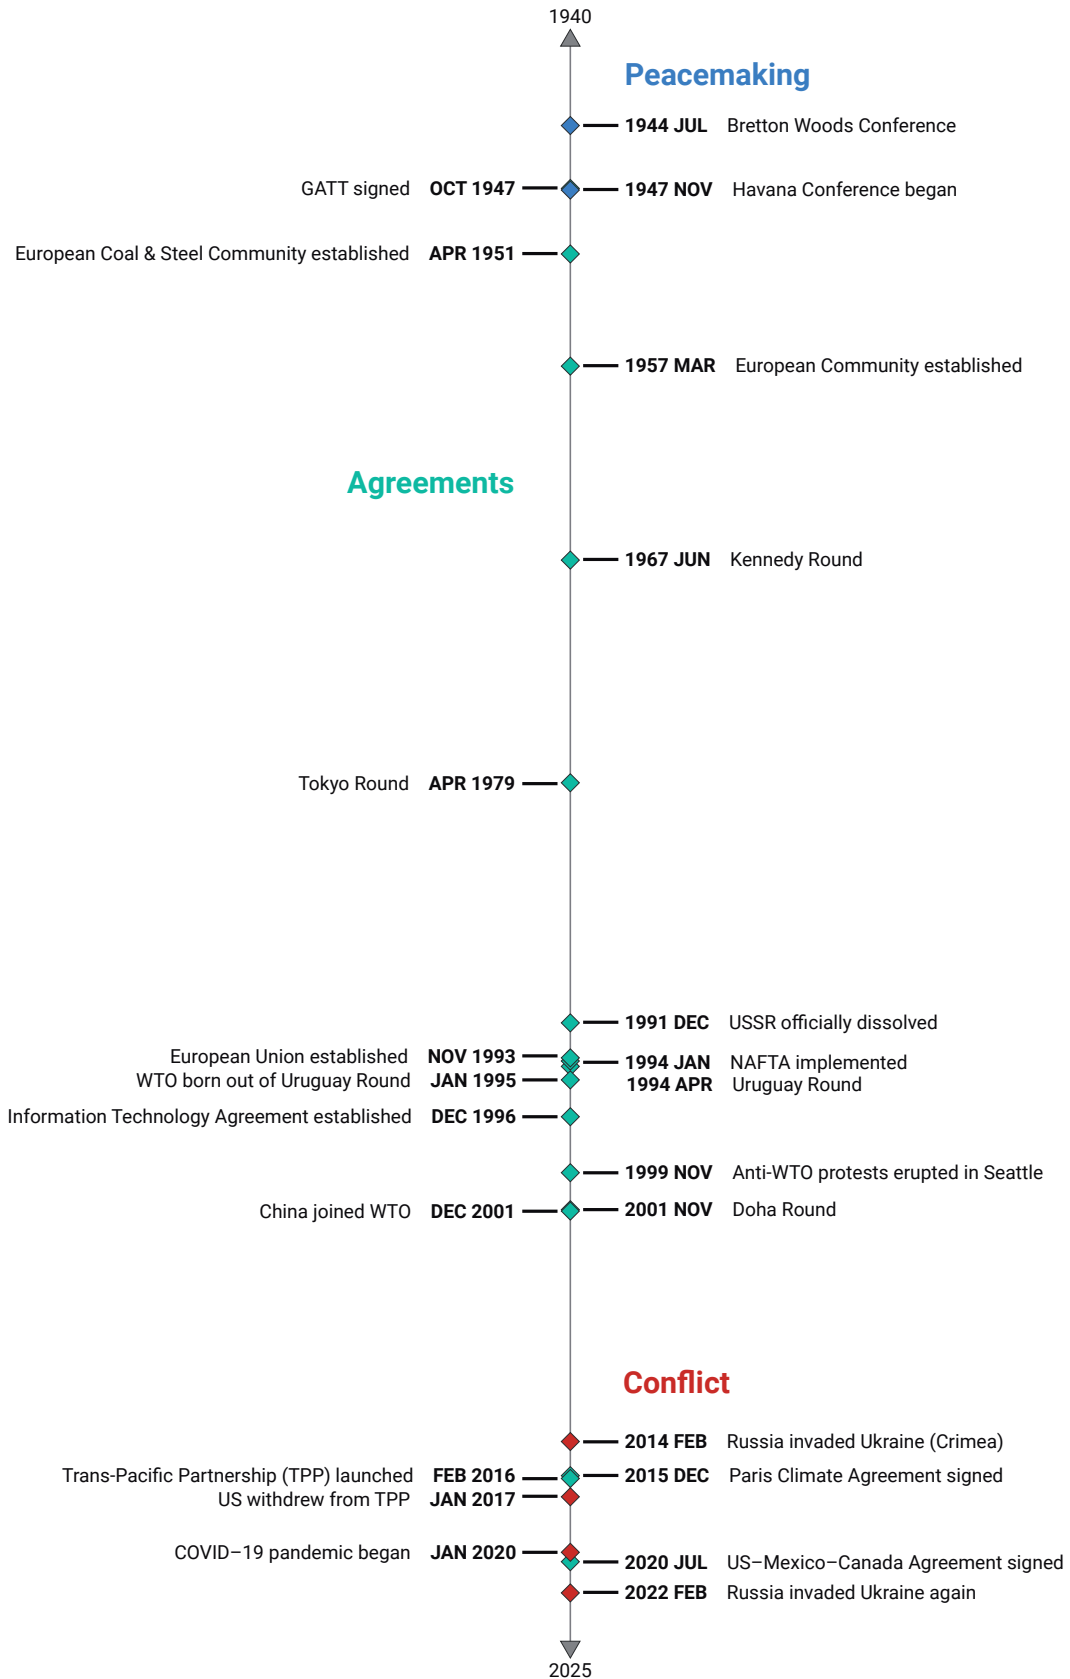 1940
Peacemaking
1944 JUL Bretton Woods Conference
GATT signed OCT 1947
1947 NOV Havana Conference began
European Coal & Steel Community established APR 1951
1957 MAR European Community established
Agreements
1967 JUN Kennedy Round
Tokyo Round APR 1979
1991 DEC USSR officially dissolved
European Union established NOV 1993
1994 JAN NAFTA implemented
WTO born out of Uruguay Round JAN 1995
1994 APR Uruguay Round
Information Technology Agreement established DEC 1996
1999 NOV Anti-WTO protests erupted in Seattle
China joined WTO DEC 2001
2001 NOV Doha Round
Conflict
2014 FEB Russia invaded Ukraine (Crimea)
Trans-Pacific Partnership (TPP) launched FEB 2016
2015 DEC Paris Climate Agreement signed
US withdrew from TPP JAN 2017
COVID–19 pandemic began JAN 2020
2020 JUL US–Mexico–Canada Agreement signed
2022 FEB Russia invaded Ukraine again
2025